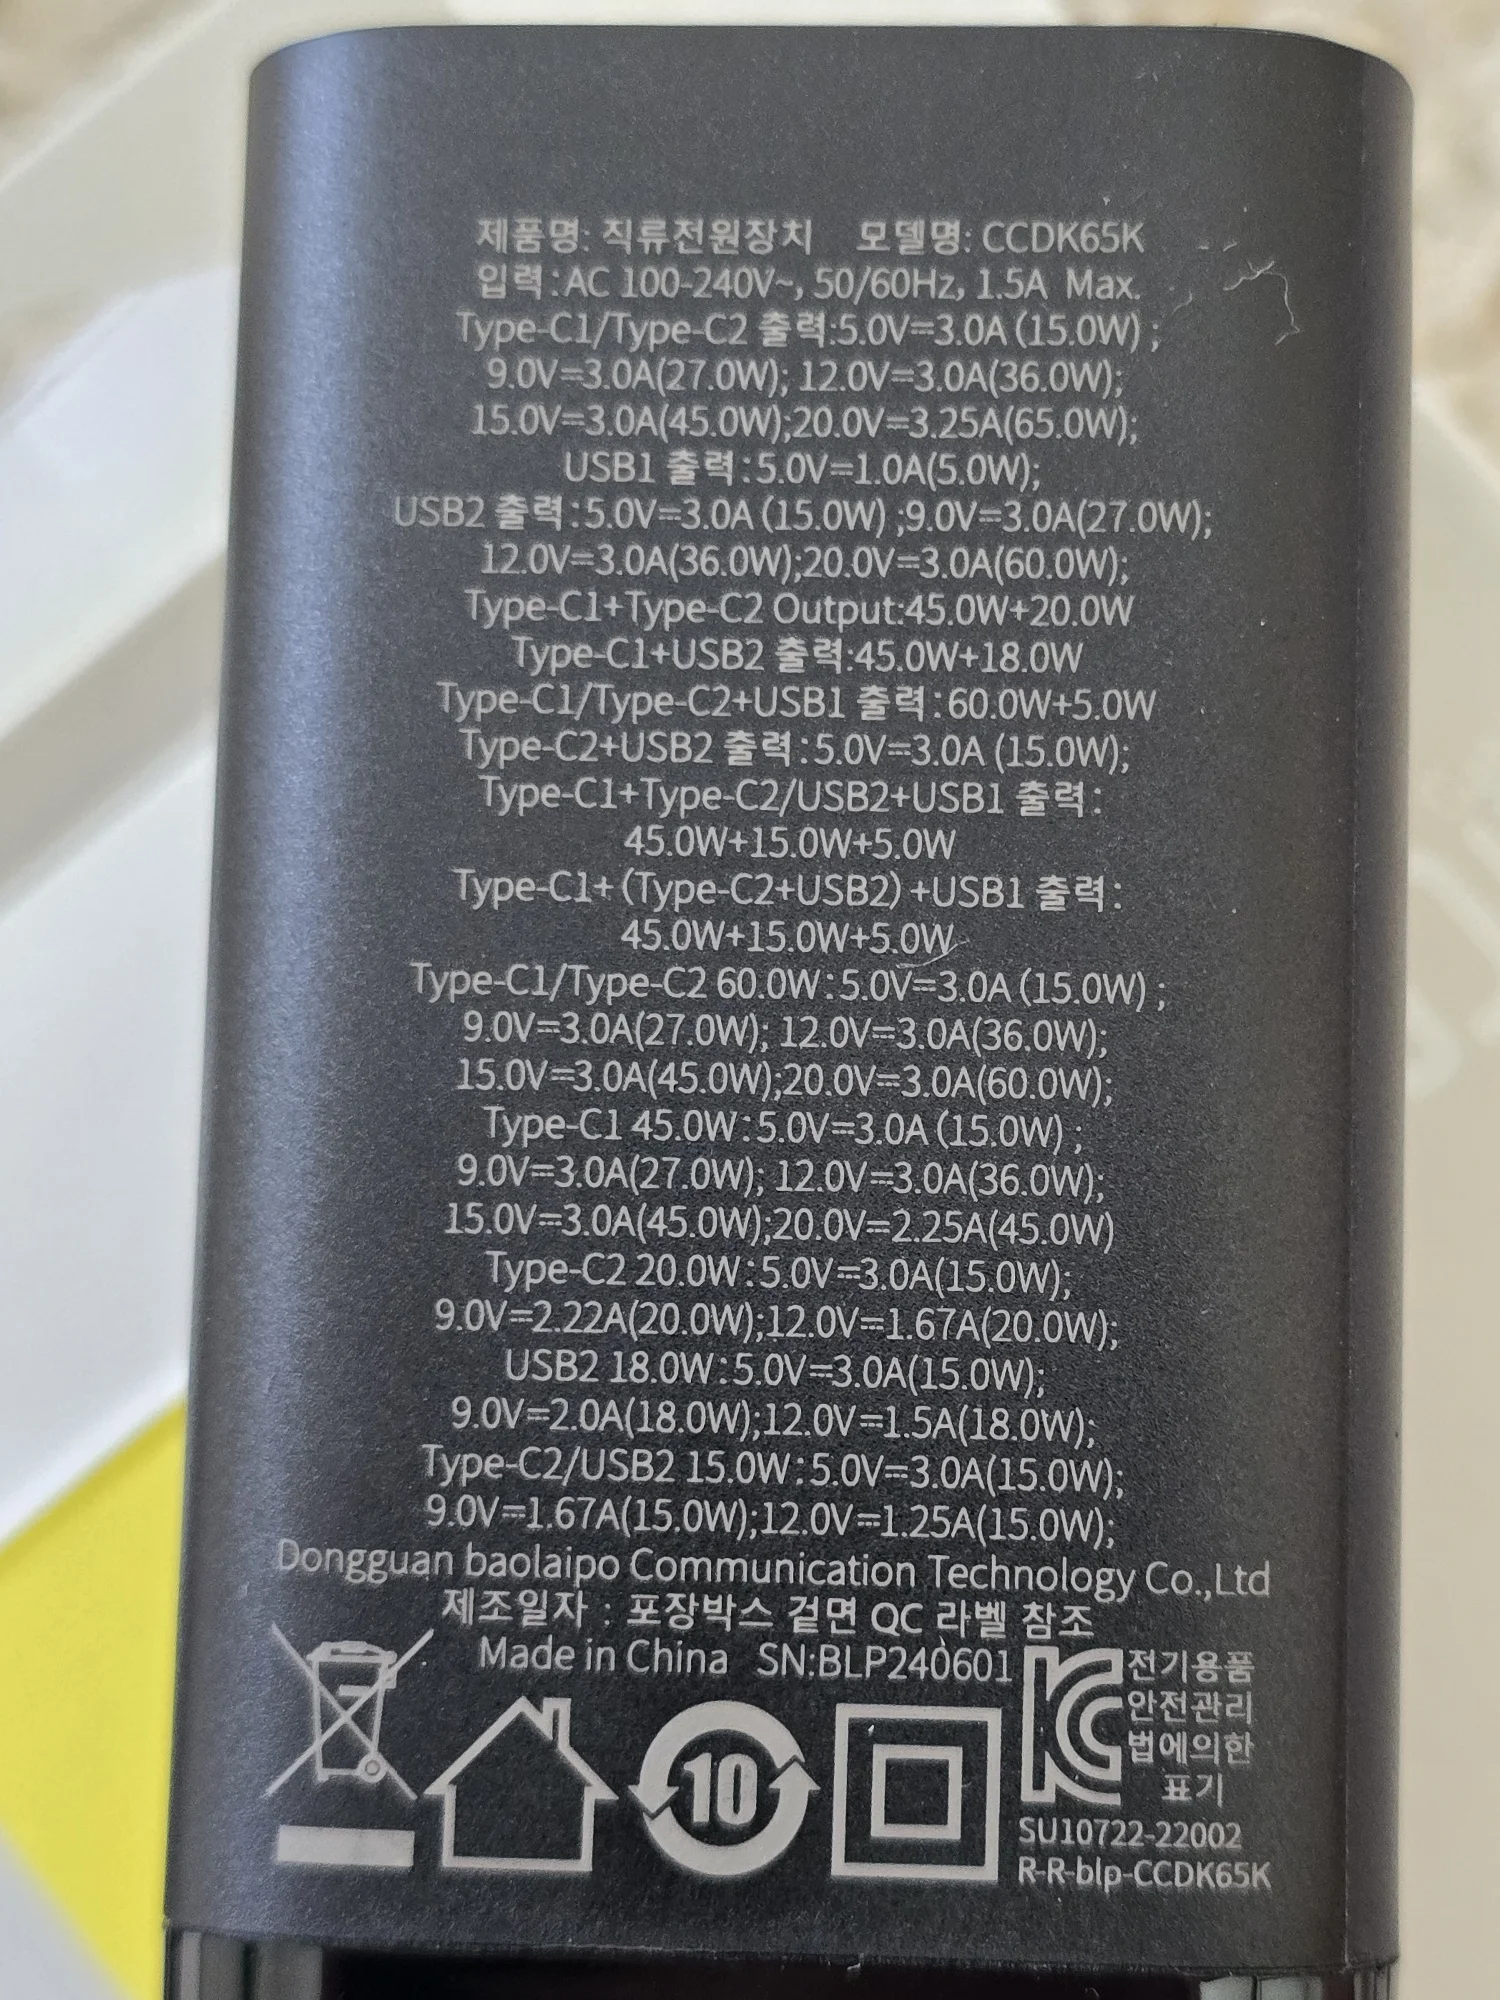 제품명: 직류전원장치 모델명: CCDK65K
입력:AC 100-240V~, 50/60Hz, 1.5A Max.
Type-C1/Type-C2 출력:5.0V⎓3.0A (15.0W) ;
9.0V⎓3.0A(27.0W); 12.0V⎓3.0A(36.0W);
15.0V⎓3.0A(45.0W);20.0V⎓3.25A(65.0W);
USB1 출력:5.0V⎓1.0A(5.0W);
USB2 출력:5.0V⎓3.0A (15.0W) ;9.0V⎓3.0A(27.0W);
12.0V⎓3.0A(36.0W);20.0V⎓3.0A(60.0W);
Type-C1+Type-C2 Output:45.0W+20.0W
Type-C1+USB2 출력:45.0W+18.0W
Type-C1/Type-C2+USB1 출력:60.0W+5.0W
Type-C2+USB2 출력:5.0V⎓3.0A (15.0W);
Type-C1+Type-C2/USB2+USB1 출력:
45.0W+15.0W+5.0W
Type-C1+ (Type-C2+USB2) +USB1 출력:
45.0W+15.0W+5.0W
Type-C1/Type-C2 60.0W:5.0V⎓3.0A (15.0W) ;
9.0V⎓3.0A(27.0W); 12.0V⎓3.0A(36.0W);
15.0V⎓3.0A(45.0W);20.0V⎓3.0A(60.0W);
Type-C1 45.0W:5.0V⎓3.0A (15.0W) ;
9.0V⎓3.0A(27.0W); 12.0V⎓3.0A(36.0W);
15.0V⎓3.0A(45.0W);20.0V⎓2.25A(45.0W)
Type-C2 20.0W:5.0V⎓3.0A(15.0W);
9.0V⎓2.22A(20.0W);12.0V⎓1.67A(20.0W);
USB2 18.0W:5.0V⎓3.0A(15.0W);
9.0V⎓2.0A(18.0W);12.0V⎓1.5A(18.0W);
Type-C2/USB2 15.0W:5.0V⎓3.0A(15.0W);
9.0V⎓1.67A(15.0W);12.0V⎓1.25A(15.0W);
Dongguan baolaipo Communication Technology Co.,Ltd
제조일자 : 포장박스 겉면 QC 라벨 참조
Made in China SN:BLP240601
10
KC
전기용품
안전관리
법에의한
표기
SU10722-22002
R-R-blp-CCDK65K